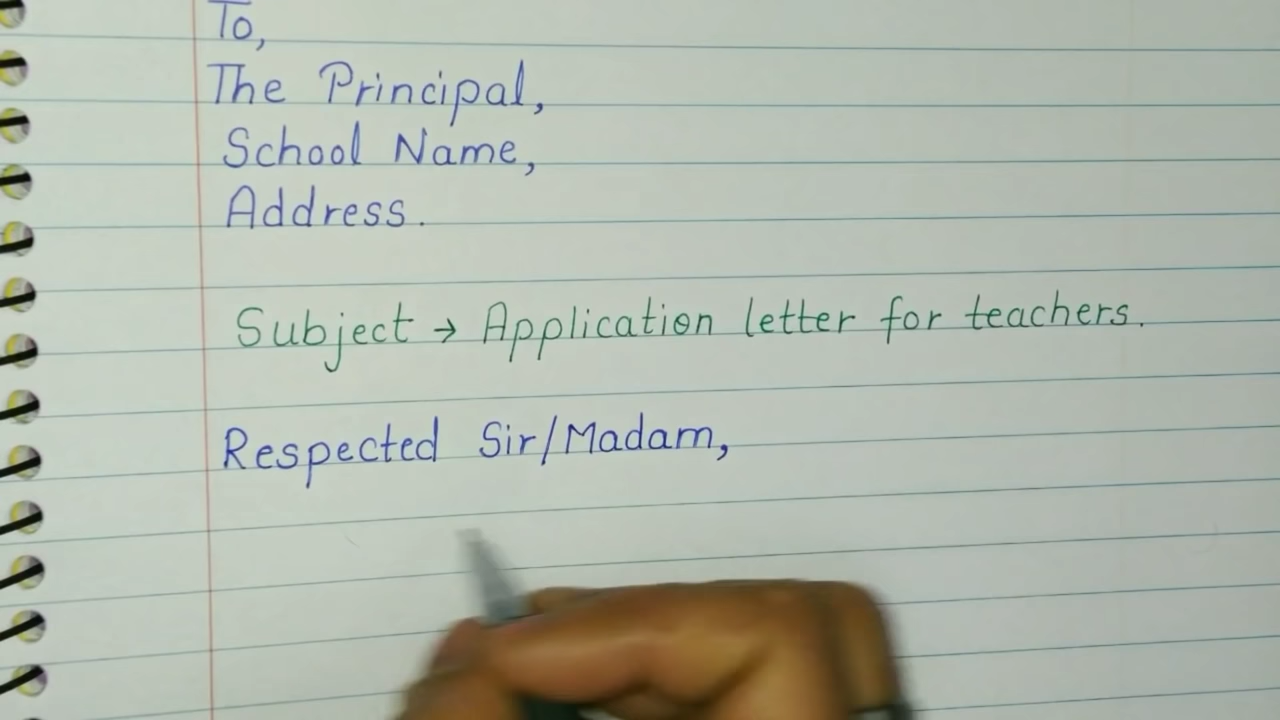 To,
The Principal,
School Name,
Address.
Subject → Application letter for teachers.
Respected Sir/Madam,